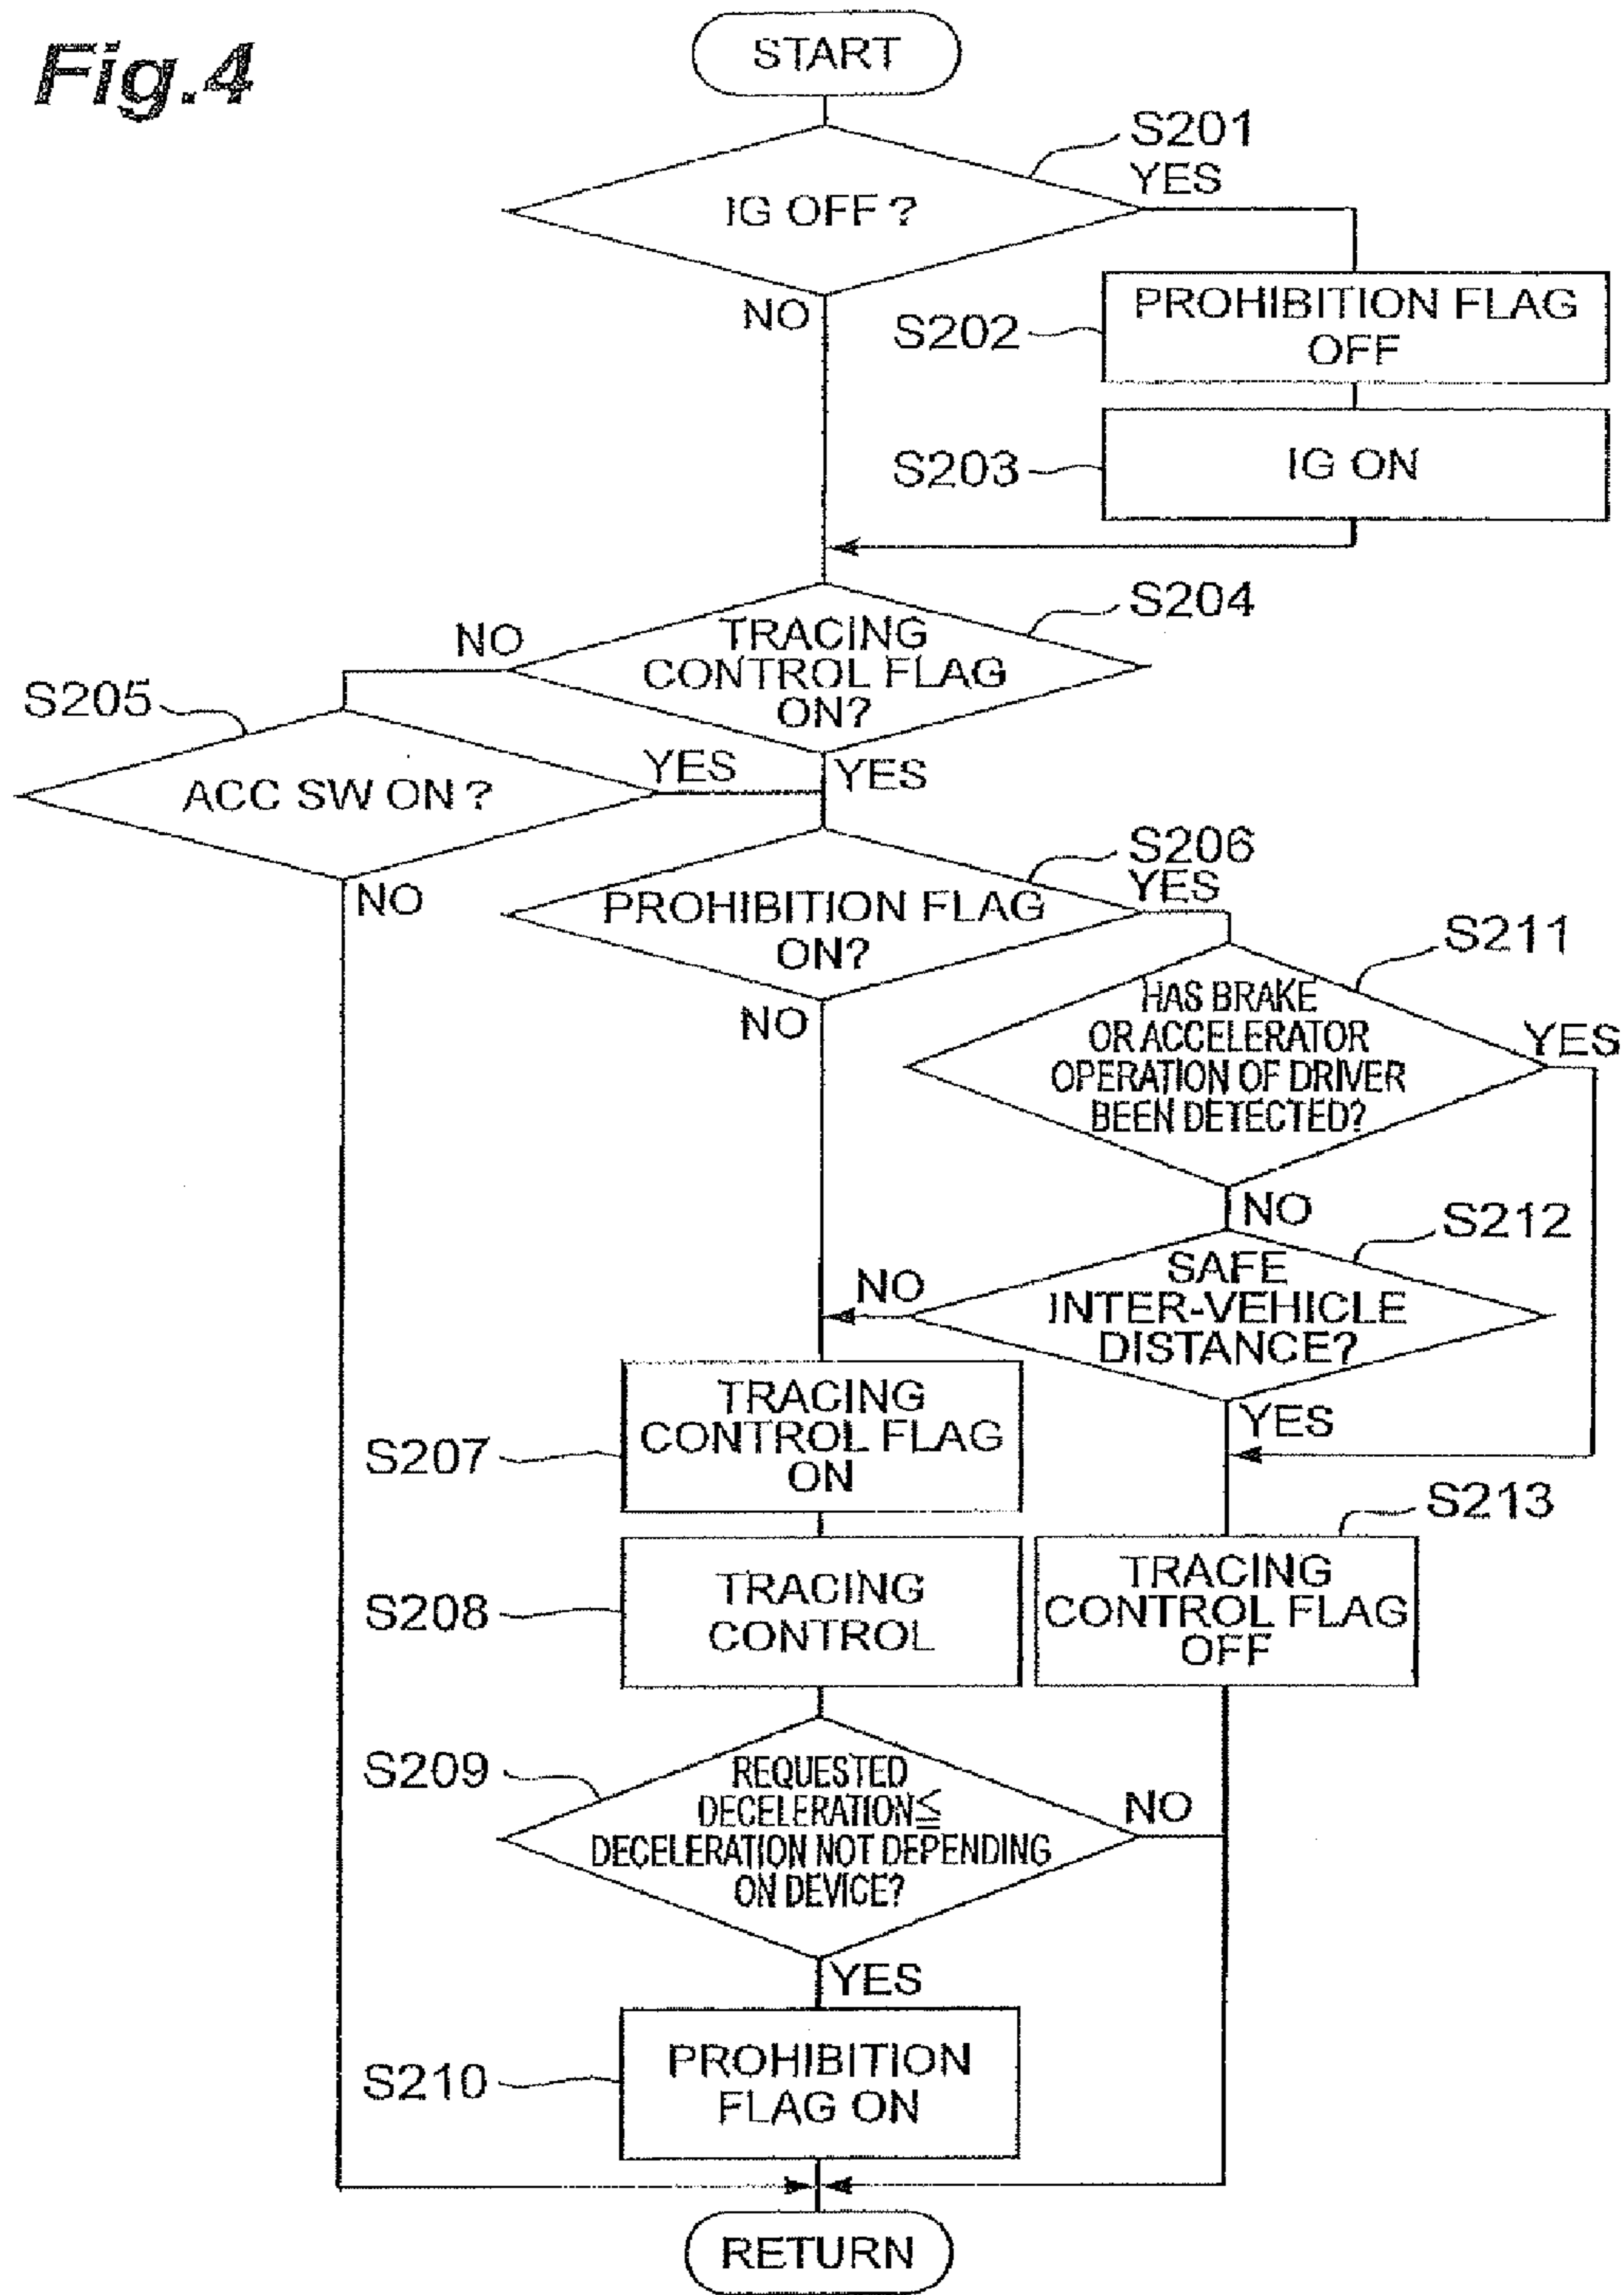 Fig.4
START
S201
YES
IG OFF ?
NO
S202
PROHIBITION FLAG
OFF
S203
IG ON
S204
NO
TRACING
CONTROL FLAG
ON?
S205
YES
YES
ACC SW ON ?
NO
S206
YES
PROHIBITION FLAG
ON?
NO
S211
HAS BRAKE
OR ACCELERATOR
OPERATION OF DRIVER
BEEN DETECTED?
YES
NO
S212
SAFE
INTER-VEHICLE
DISTANCE?
NO
YES
S207
TRACING
CONTROL FLAG
ON
S213
S208
TRACING
CONTROL
TRACING
CONTROL FLAG
OFF
S209
REQUESTED
DECELERATION≦
DECELERATION NOT DEPENDING
ON DEVICE?
NO
YES
S210
PROHIBITION
FLAG ON
RETURN